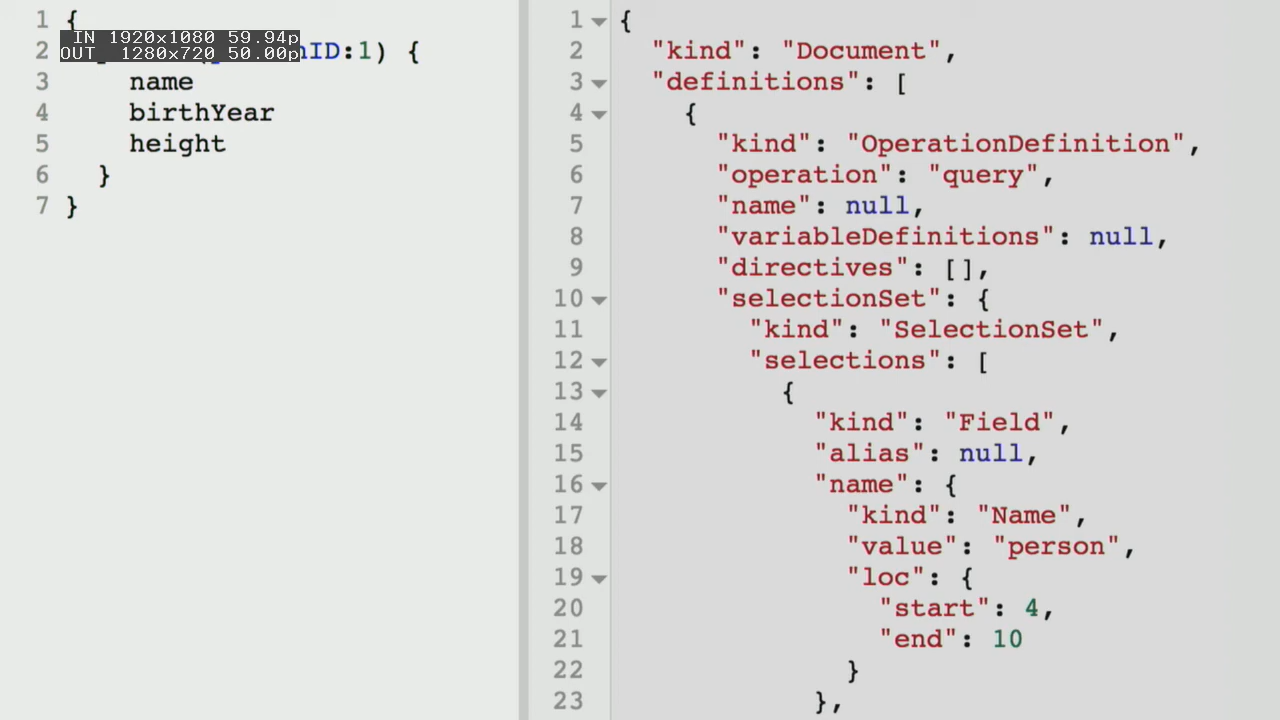 1 {
IN 1920x1080 59.94p
OUT 1280x720 50.00p
2 nID:1) {
3 name
4 birthYear
5 height
6 }
7 }
1 {
2 "kind": "Document",
3 "definitions": [
4 {
5 "kind": "OperationDefinition",
6 "operation": "query",
7 "name": null,
8 "variableDefinitions": null,
9 "directives": [],
10 "selectionSet": {
11 "kind": "SelectionSet",
12 "selections": [
13 {
14 "kind": "Field",
15 "alias": null,
16 "name": {
17 "kind": "Name",
18 "value": "person",
19 "loc": {
20 "start": 4,
21 "end": 10
22 }
23 },